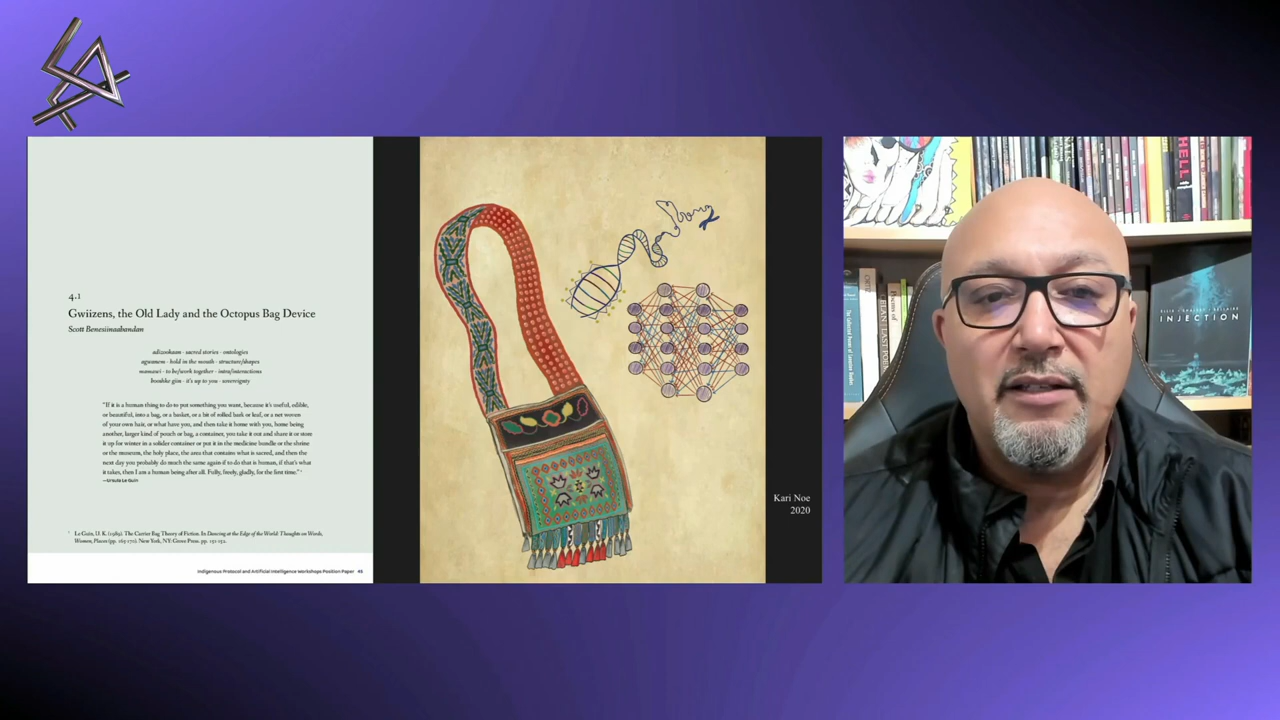 4.1
Gwiizens, the Old Lady and the Octopus Bag Device
Scott Benesiinaabandan
adizookaan - sacred stories - ontologies
agwanem - hold in the mouth - structure/shapes
mamawi - to be/work together - intra/interactions
booshke giin - it's up to you - sovereignty
"If it is a human thing to do to put something you want, because it's useful, edible,
or beautiful, into a bag, or a basket, or a bit of rolled bark or leaf, or a net woven
of your own hair, or what have you, and then take it home with you, home being
another, larger kind of pouch or bag, a container, you take it out and share it or store
it up for winter in a solider container or put it in the medicine bundle or the shrine
or the museum, the holy place, the area that contains what is sacred, and then the
next day you probably do much the same again if to do that is human, if that's what
it takes, then I am a human being after all. Fully, freely, gladly, for the first time."
—Ursula Le Guin
Le Guin, U. K. (1989). The Carrier Bag Theory of Fiction. In Dancing at the Edge of the World: Thoughts on Words,
Women, Places New York, NY: Grove Press.
Indigenous Protocol and Artificial Intelligence Workshops Position Paper
Kari Noe
2020
HELL
INJECTION